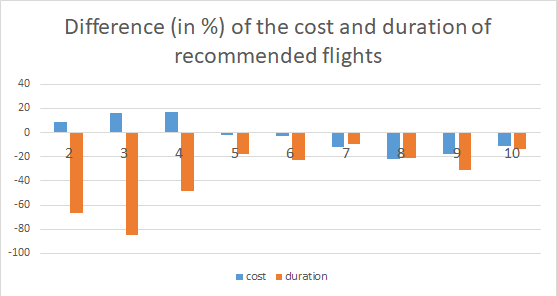 Difference (in %) of the cost and duration of
recommended flights
40
20
0
-20
-40
-60
-80
-100
2 3 4 5 6 7 8 9 10
cost duration